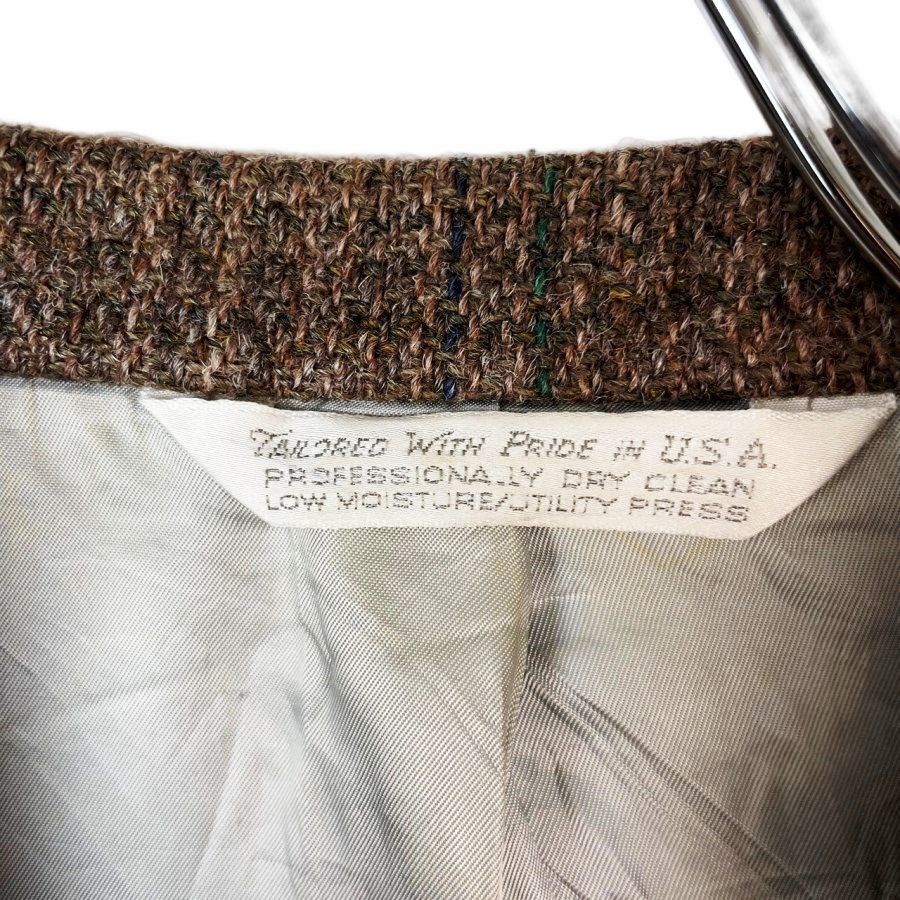 TAILORED WITH PRIDE IN U.S.A.
PROFESSIONALLY DRY CLEAN
LOW MOISTURE/UTILITY PRESS